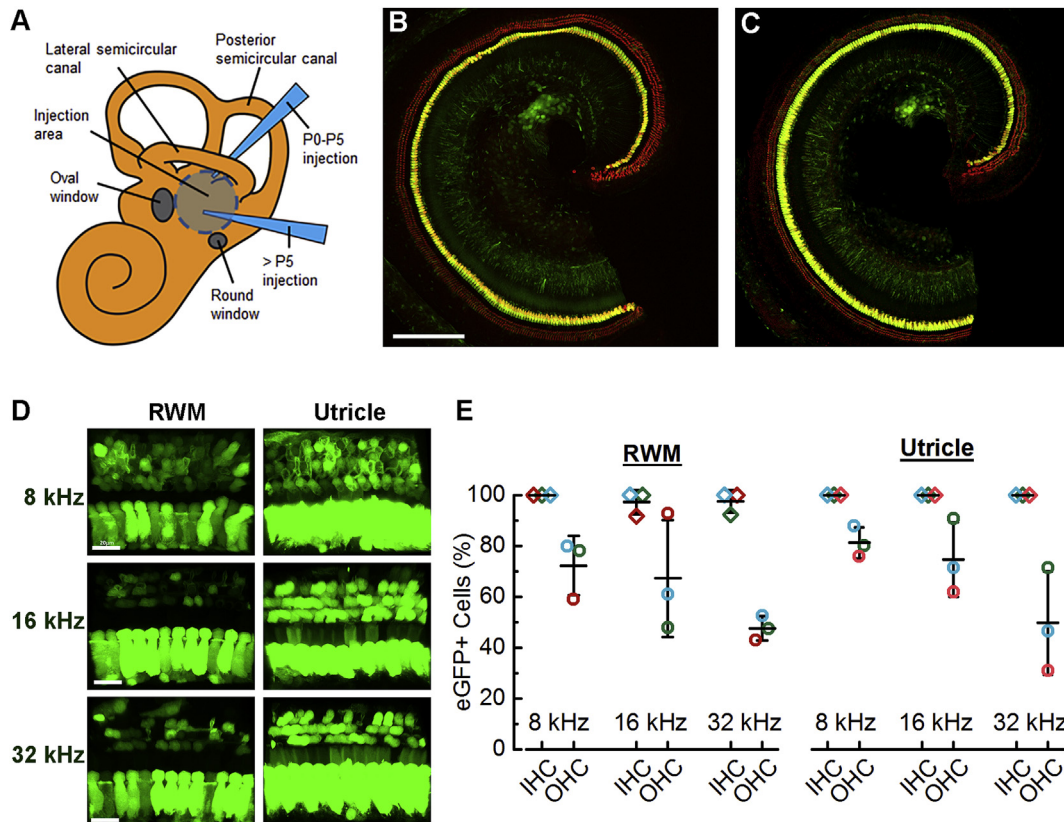 A
Lateral semicircular
canal
Posterior
semicircular canal
Injection
area
P0-P5
injection
Oval
window
> P5
injection
Round
window
B
C
D
RWM
Utricle
8 kHz
20μm
16 kHz
32 kHz
E
RWM
Utricle
eGFP+ Cells (%)
100
80
60
40
20
0
8 kHz
16 kHz
32 kHz
8 kHz
16 kHz
32 kHz
IHC
OHC
IHC
OHC
IHC
OHC
IHC
OHC
IHC
OHC
IHC
OHC